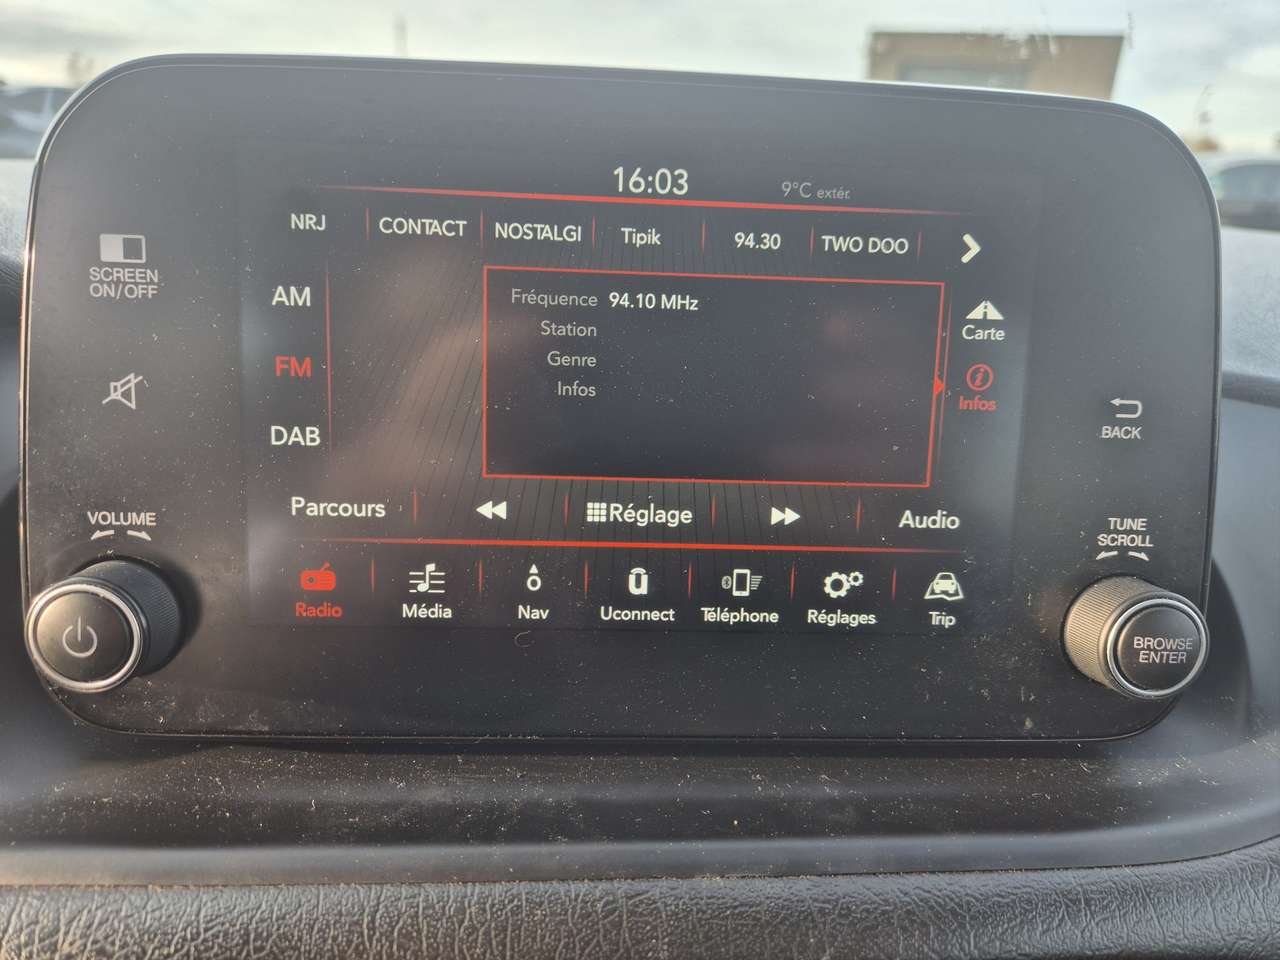 16:03 9°C extér.
NRJ CONTACT NOSTALGI Tipik 94.30 TWO DOO
SCREEN
ON/OFF
AM
FM
DAB
Fréquence 94.10 MHz
Station
Genre
Infos
Carte
Infos
BACK
Parcours Réglage Audio
VOLUME
TUNE
SCROLL
Radio Média Nav Uconnect Téléphone Réglages Trip
BROWSE
ENTER